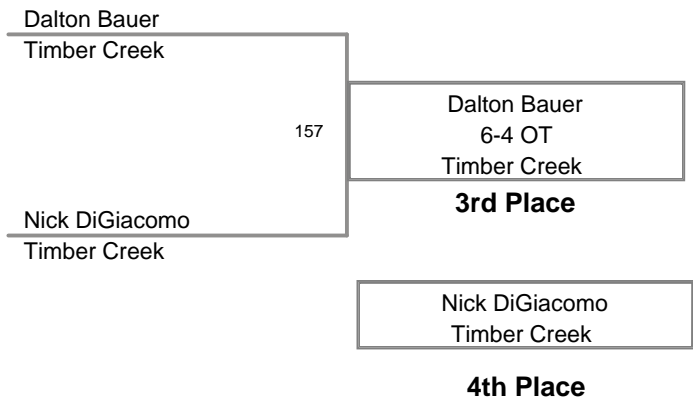 Dalton Bauer
Timber Creek
157
Dalton Bauer
6-4 OT
Timber Creek
3rd Place
Nick DiGiacomo
Timber Creek
Nick DiGiacomo
Timber Creek
4th Place